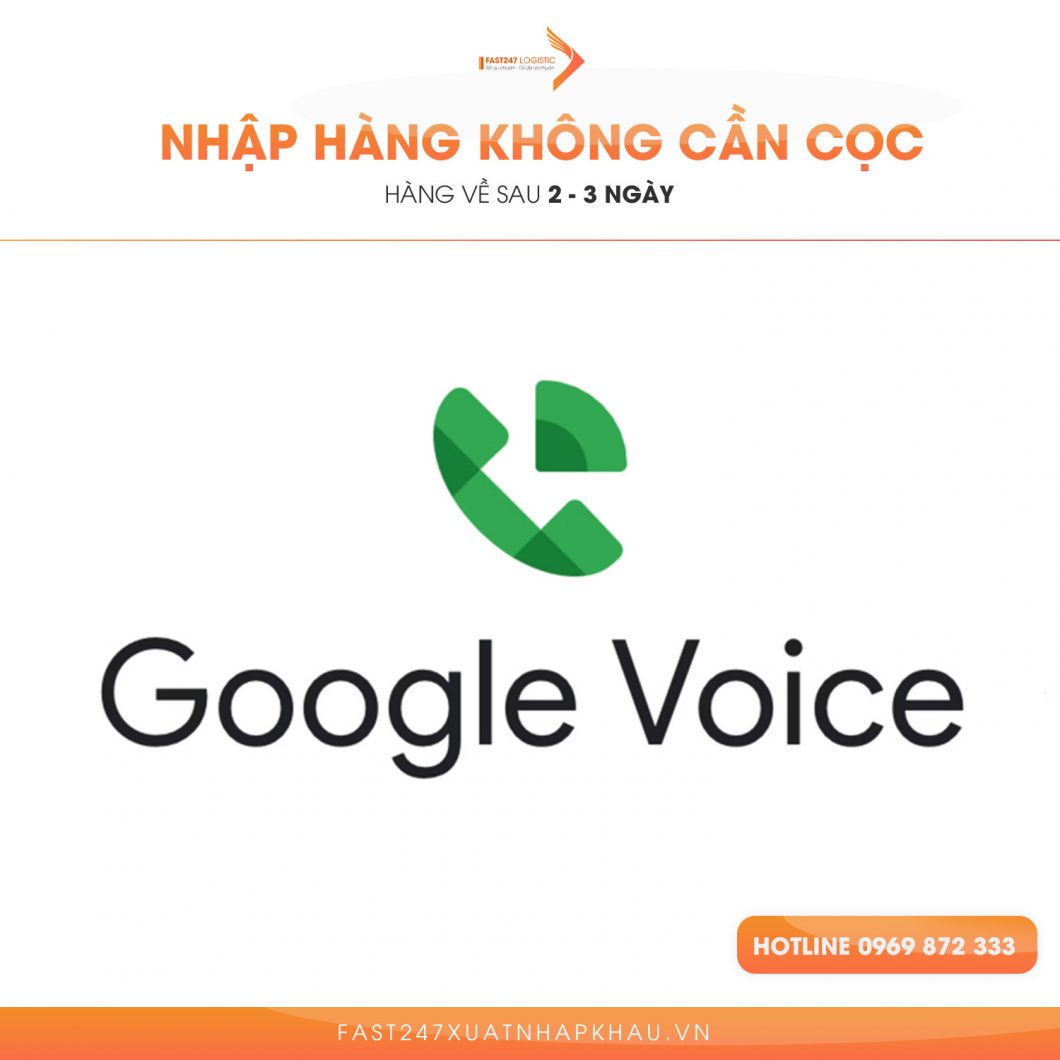 FAST247 LOGISTIC
NHẬP HÀNG KHÔNG CẦN CỌC
HÀNG VỀ SAU 2 - 3 NGÀY
Google Voice
HOTLINE 0969 872 333
FAST247XUATNHAPKHAU.VN